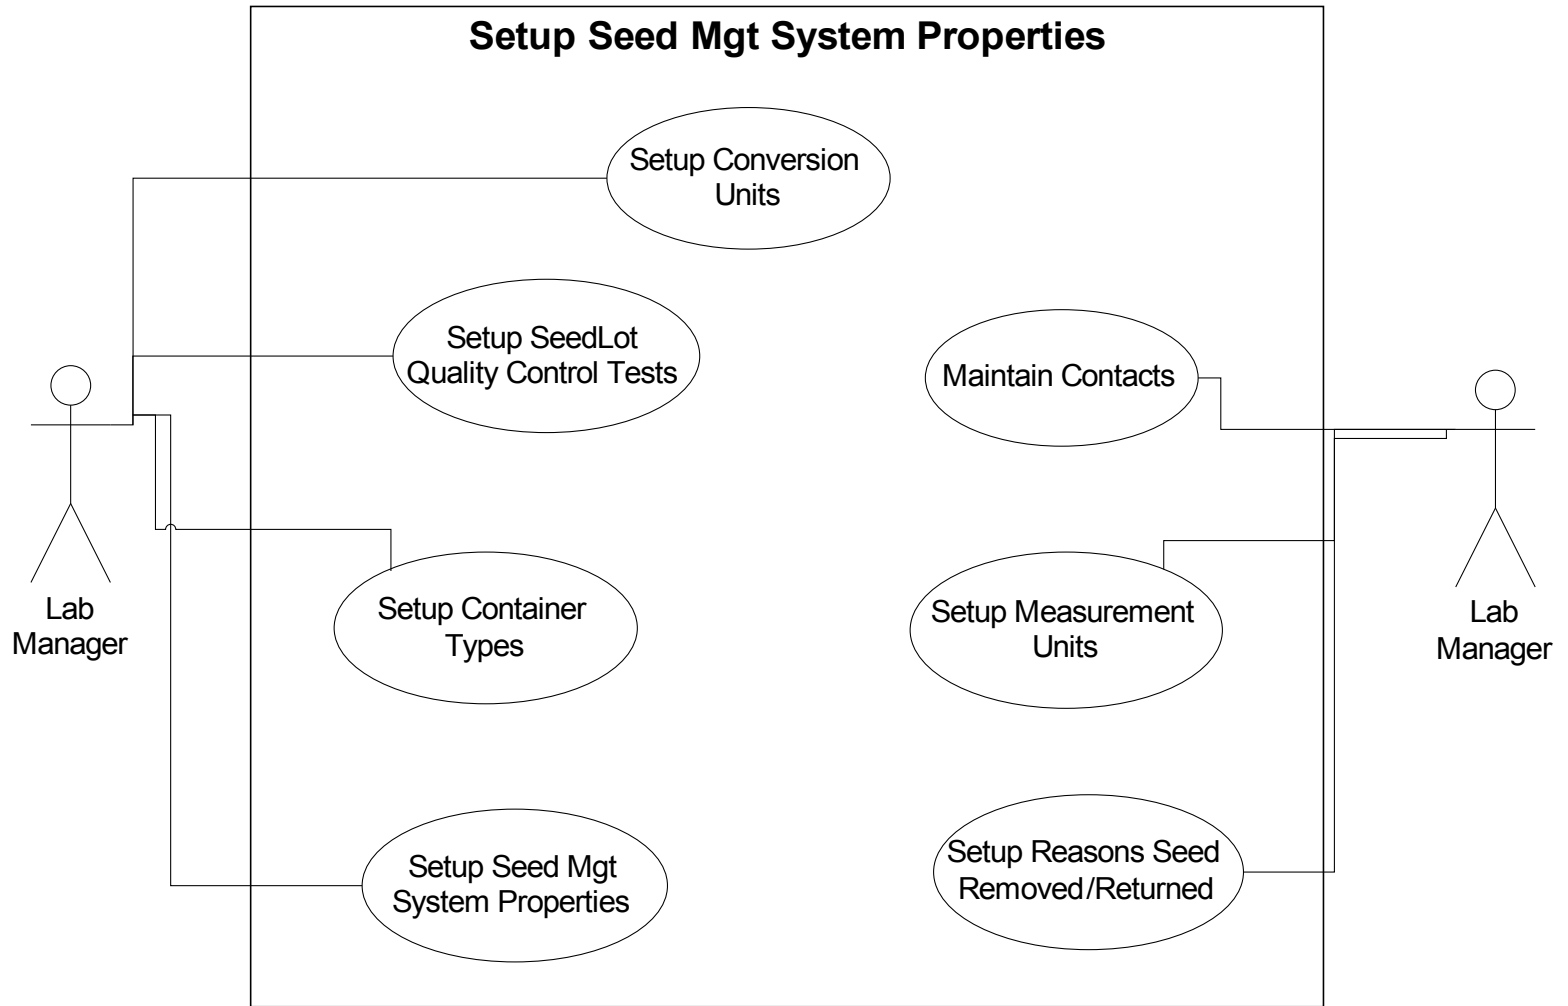 Setup Seed Mgt System Properties
Setup Conversion
Units
Setup SeedLot
Quality Control Tests
Maintain Contacts
Lab
Manager
Setup Container
Types
Setup Measurement
Units
Lab
Manager
Setup Seed Mgt
System Properties
Setup Reasons Seed
Removed/Returned